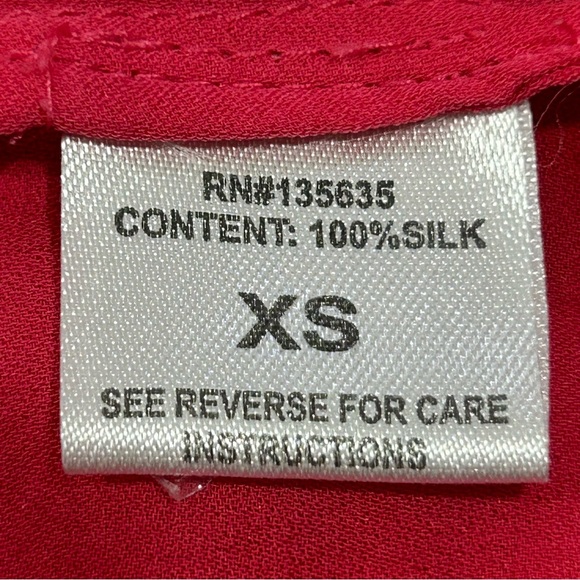 RN#135635
CONTENT: 100%SILK
XS
SEE REVERSE FOR CARE
INSTRUCTIONS